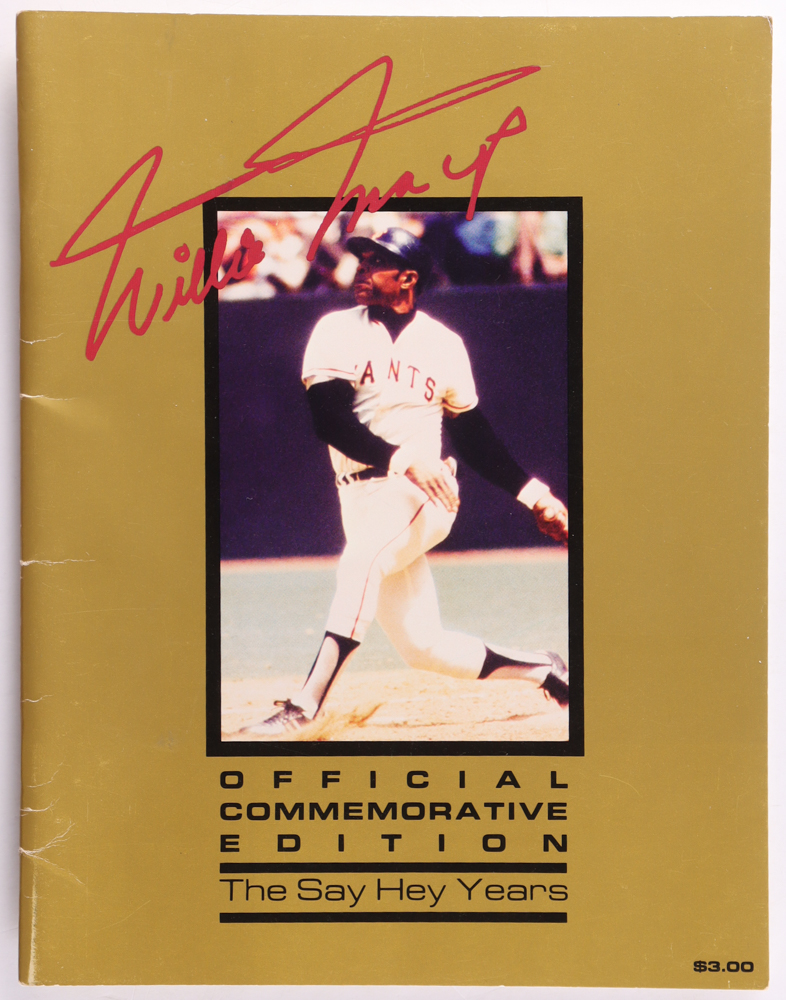 Willie Mays
ANTS
OFFICIAL
COMMEMORATIVE
EDITION
The Say Hey Years
$3.00